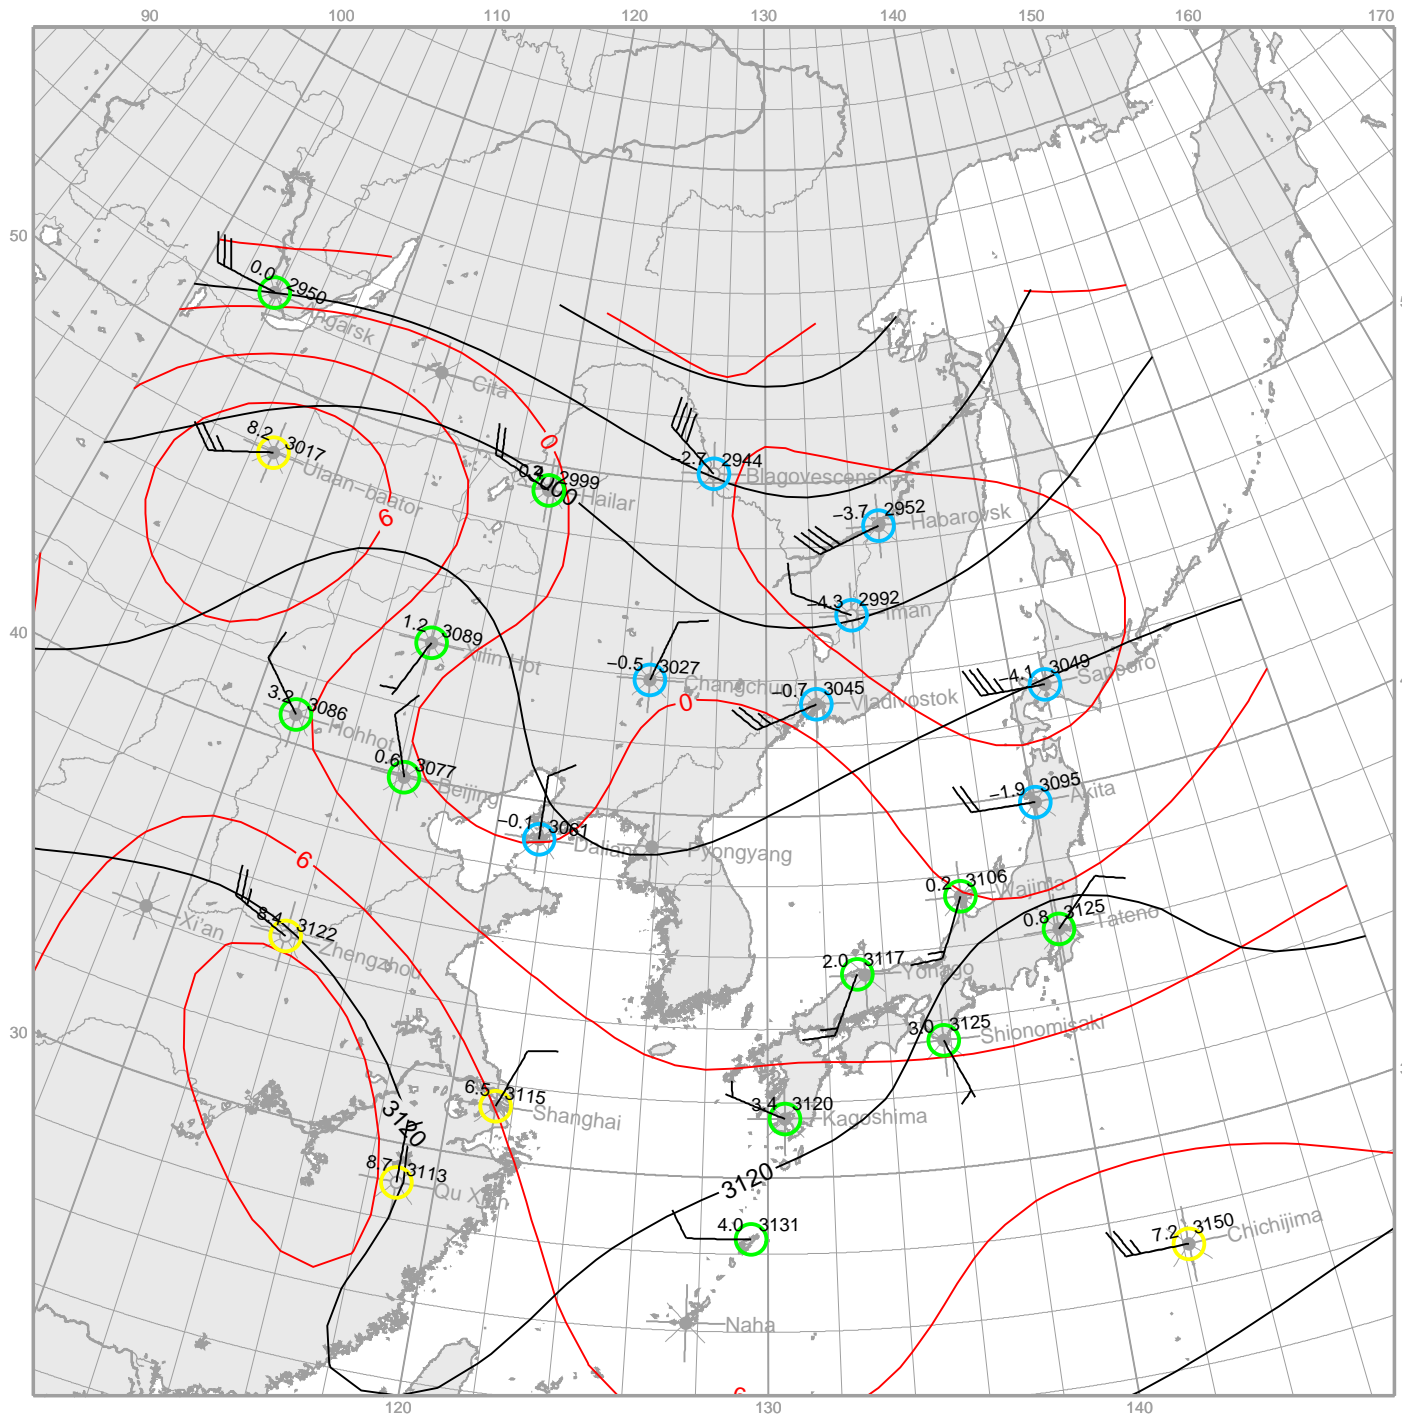 90 100 110 120 130 140 150 160 170
50
0.0 2950
Angarsk
Cita
8.2 3017
Ulaan-baator
0
2999
Hailar
-2.7 2944
Blagovescensk
6
-3.7 2952
Habarovsk
-4.3 2992
Iman
40
1.2 3089
Xilin Hot
-0.5 3027
Changchun
-4.1 3049
Sapporo
3.2 3086
Hohhot
0
-0.7 3045
Vladivostok
0.6 3077
Beijing
-1.9 3095
Akita
-0.1 3061
Dalian
Pyongyang
6
0.2 3106
Wajima
Xi'an
8.4 3122
Zhengzhou
0.8 3125
Tateno
2.0 3117
Yonago
30
3.0 3125
Shionomisaki
6.5 3115
Shanghai
3.4 3120
Kagoshima
3120
8.7 3113
Qu Xian
3120
4.0 3131
7.2 3150
Chichijima
Naha
120 130 140